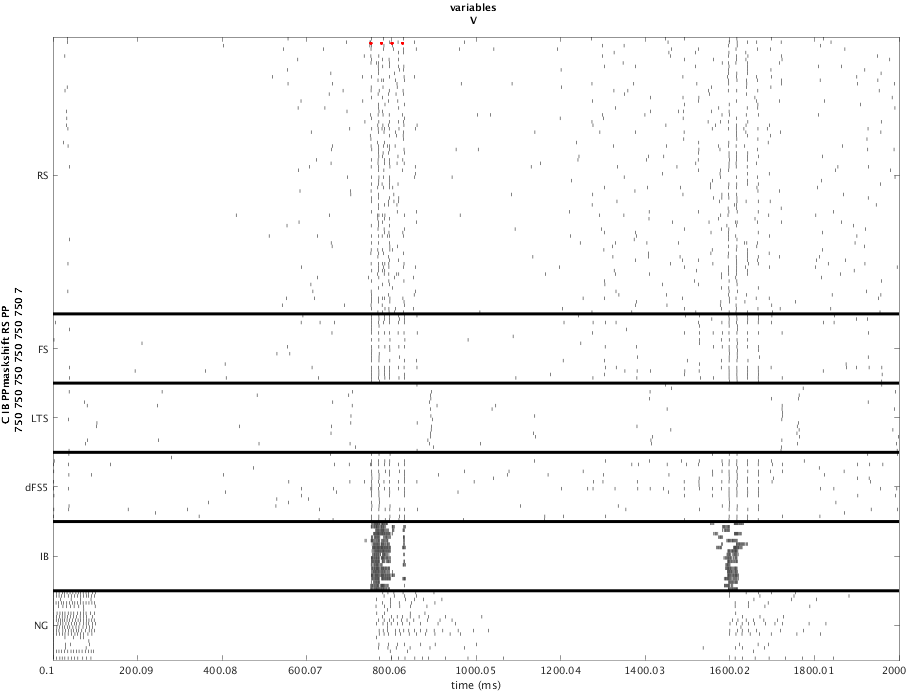 variables
V
C IB PPmaskshift RS PP
750 750 750 750 750 750 7
RS
FS
LTS
dFS5
IB
NG
0.1 200.09 400.08 600.07 800.06 1000.05 1200.04 1400.03 1600.02 1800.01 2000
time (ms)